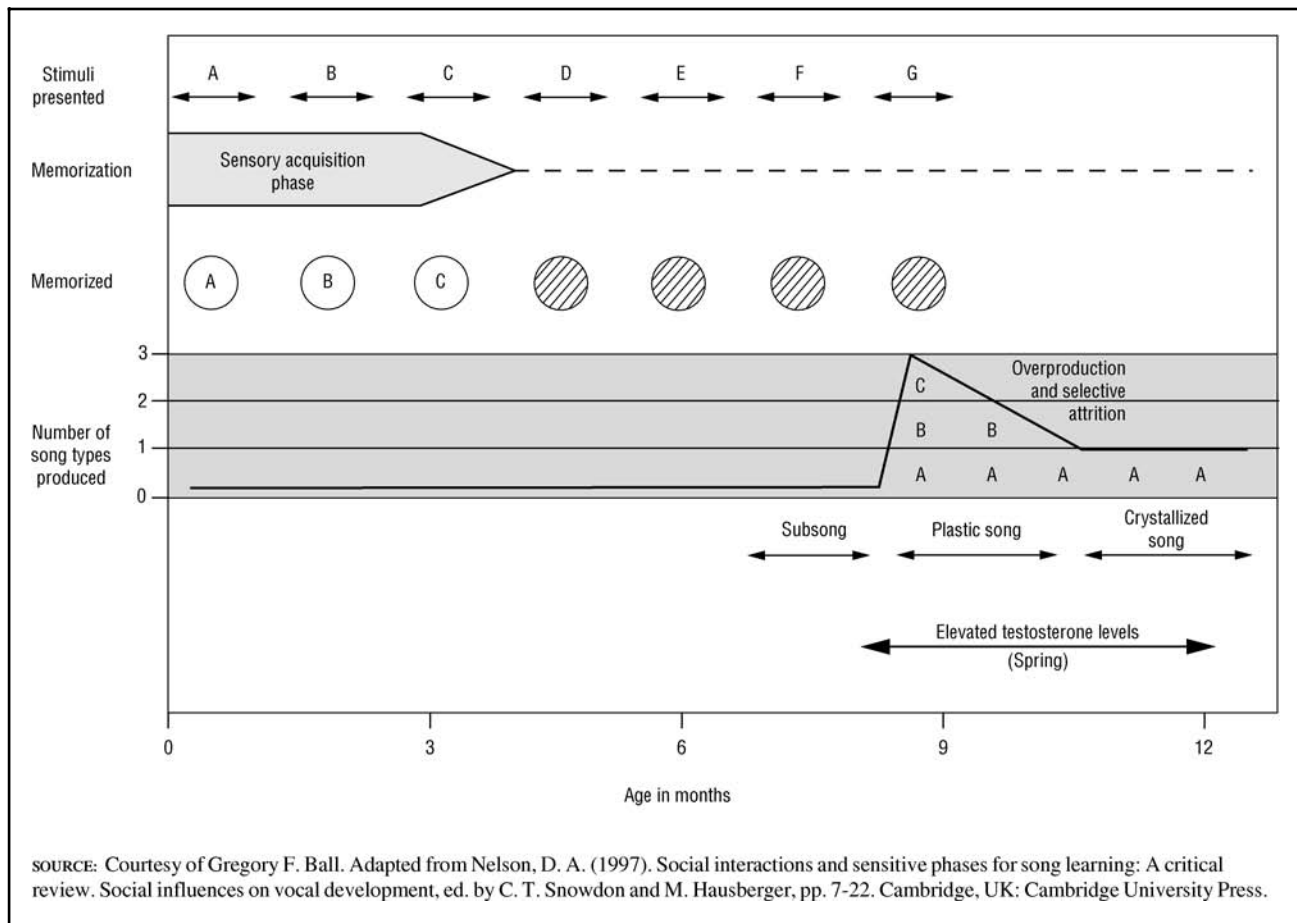 Stimuli
presented
A B C D E F G
Memorization
Sensory acquisition
phase
Memorized
A B C
Number of
song types
produced
3
2
1
0
Overproduction
and selective
attrition
C
B B
A A A A A
Subsong
Plastic song
Crystallized
song
Elevated testosterone levels
(Spring)
0 3 6 9 12
Age in months
SOURCE: Courtesy of Gregory F. Ball. Adapted from Nelson, D. A. (1997). Social interactions and sensitive phases for song learning: A critical
review. Social influences on vocal development, ed. by C. T. Snowdon and M. Hausberger, pp. 7-22. Cambridge, UK: Cambridge University Press.